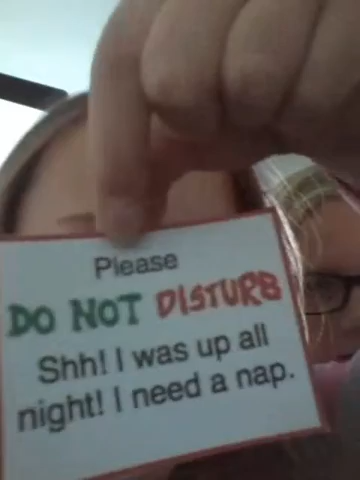 Please
DO NOT DISTURB
Shh! I was up all
night! I need a nap.